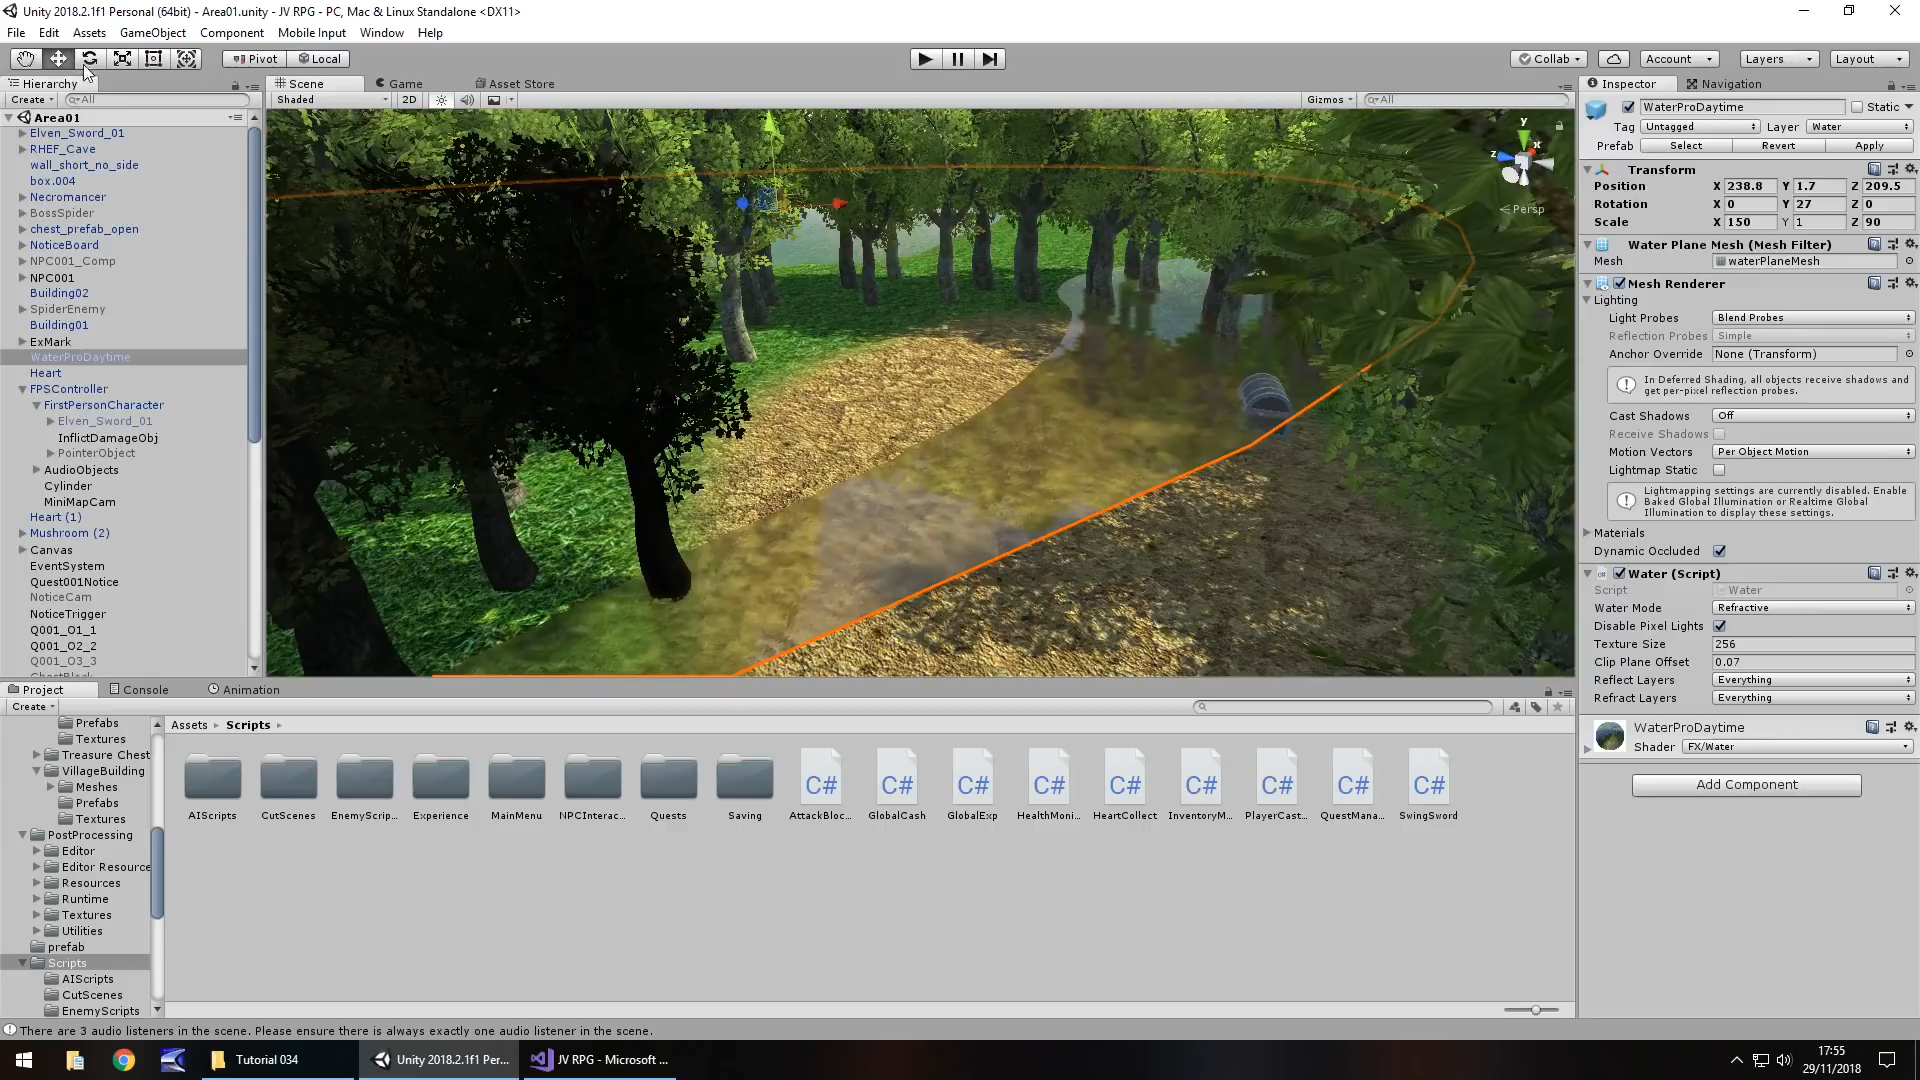 Unity 2018.2.1f1 Personal (64bit) - Area01.unity - JV RPG - PC, Mac & Linux Standalone <DX11>
File Edit Assets GameObject Component Mobile Input Window Help
Pivot Local Collab Account Layers Layout
Hierarchy Scene Game Asset Store Inspector Navigation
Create All Shaded 2D Gizmos All
Area01
Elven_Sword_01
RHEF_Cave
wall_short_no_side
box.004
Necromancer
BossSpider
chest_prefab_open
NoticeBoard
NPC001_Comp
NPC001
Building02
SpiderEnemy
Building01
ExMark
WaterProDaytime
Heart
FPSController
FirstPersonCharacter
Elven_Sword_01
InflictDamageObj
PointerObject
AudioObjects
Cylinder
MiniMapCam
Heart (1)
Mushroom (2)
Canvas
EventSystem
Quest001Notice
NoticeCam
NoticeTrigger
Q001_O1_1
Q001_O2_2
Q001_O3_3
y
x
z
< Persp
WaterProDaytime Static
Tag Untagged Layer Water
Prefab Select Revert Apply
Transform
Position X 238.8 Y 1.7 Z 209.5
Rotation X 0 Y 27 Z 0
Scale X 150 Y 1 Z 90
Water Plane Mesh (Mesh Filter)
Mesh waterPlaneMesh
Mesh Renderer
Lighting
Light Probes Blend Probes
Reflection Probes Simple
Anchor Override None (Transform)
In Deferred Shading, all objects receive shadows and
get per-pixel reflection probes.
Cast Shadows Off
Receive Shadows
Motion Vectors Per Object Motion
Lightmap Static
Lightmapping settings are currently disabled. Enable
Baked Global Illumination or Realtime Global
Illumination to display these settings.
Materials
Dynamic Occluded
Water (Script)
Script Water
Water Mode Refractive
Disable Pixel Lights
Texture Size 256
Clip Plane Offset 0.07
Reflect Layers Everything
Refract Layers Everything
WaterProDaytime
Shader FX/Water
Add Component
Project Console Animation
Create
Prefabs
Textures
Treasure Chest
VillageBuilding
Meshes
Prefabs
Textures
PostProcessing
Editor
Editor Resource
Resources
Runtime
Textures
Utilities
prefab
Scripts
AIScripts
CutScenes
EnemyScripts
Assets Scripts
C# C# C# C# C# C# C# C# C#
AIScripts CutScenes EnemyScrip... Experience MainMenu NPCInterac... Quests Saving AttackBloc... GlobalCash GlobalExp HealthMoni... HeartCollect InventoryM... PlayerCast... QuestMana... SwingSword
There are 3 audio listeners in the scene. Please ensure there is always exactly one audio listener in the scene.
Tutorial 034 Unity 2018.2.1f1 Per... JV RPG - Microsoft ...
17:55
29/11/2018